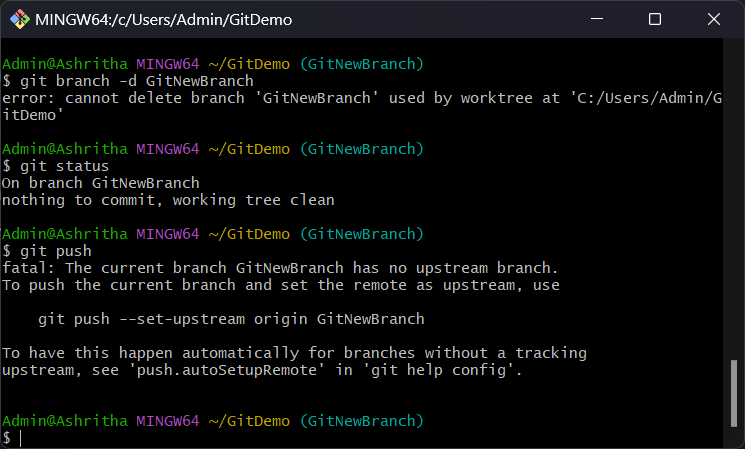 MINGW64:/c/Users/Admin/GitDemo
Admin@Ashritha MINGW64 ~/GitDemo (GitNewBranch)
$ git branch -d GitNewBranch
error: cannot delete branch 'GitNewBranch' used by worktree at 'C:/Users/Admin/G
itDemo'
Admin@Ashritha MINGW64 ~/GitDemo (GitNewBranch)
$ git status
On branch GitNewBranch
nothing to commit, working tree clean
Admin@Ashritha MINGW64 ~/GitDemo (GitNewBranch)
$ git push
fatal: The current branch GitNewBranch has no upstream branch.
To push the current branch and set the remote as upstream, use
    git push --set-upstream origin GitNewBranch
To have this happen automatically for branches without a tracking
upstream, see 'push.autoSetupRemote' in 'git help config'.
Admin@Ashritha MINGW64 ~/GitDemo (GitNewBranch)
$